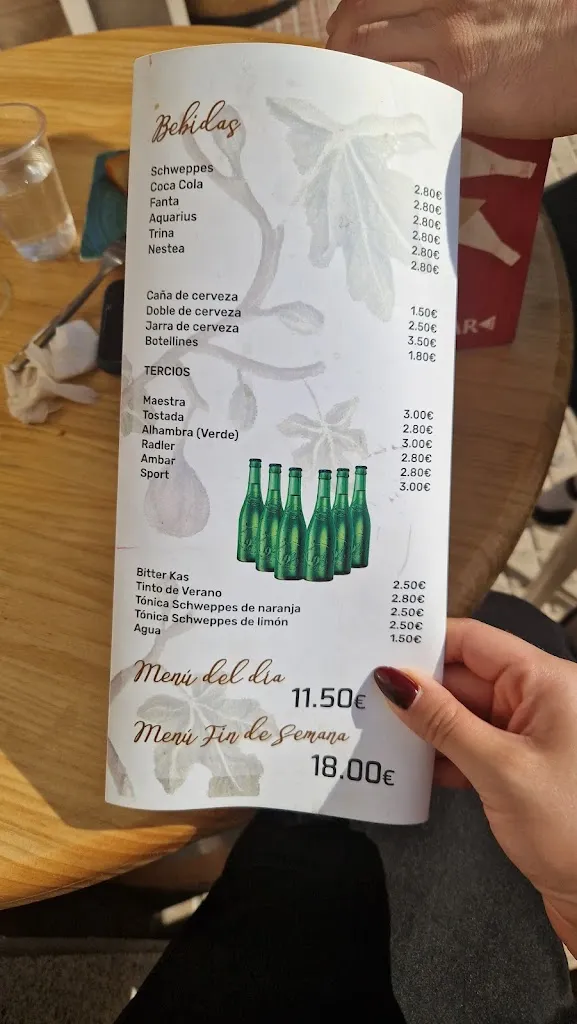 Bebidas
Schweppes 2.80€
Coca Cola 2.80€
Fanta 2.80€
Aquarius 2.80€
Trina 2.80€
Nestea 2.80€
Caña de cerveza 1.50€
Doble de cerveza 2.50€
Jarra de cerveza 3.50€
Botellines 1.80€
TERCIOS
Maestra 3.00€
Tostada 2.80€
Alhambra (Verde) 3.00€
Radler 2.80€
Ambar 2.80€
Sport 3.00€
Bitter Kas 2.50€
Tinto de Verano 2.80€
Tónica Schweppes de naranja 2.50€
Tónica Schweppes de limón 2.50€
Agua 1.50€
Menú del día
11.50€
Menú Fin de Semana
18.00€